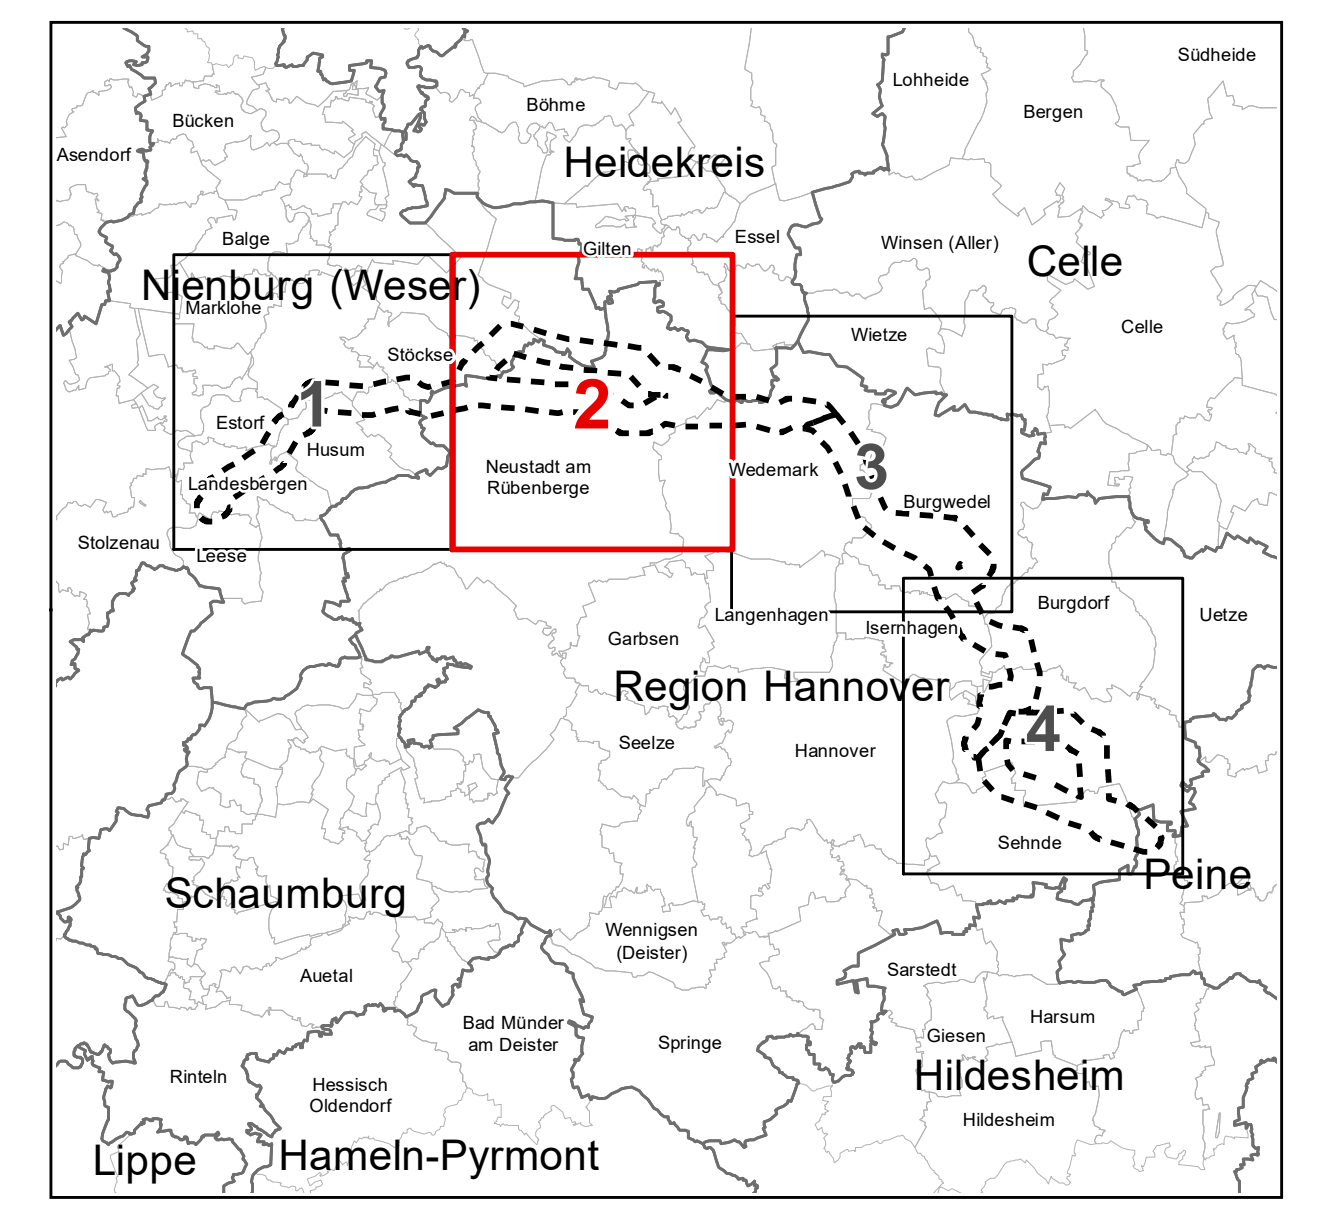 Südheide
Lohheide
Böhme
Bergen
Bücken
Asendorf
Heidekreis
Balge
Gilten
Essel
Winsen (Aller)
Celle
Nienburg (Weser)
Marklohe
Celle
Wietze
Stöckse
1
2
Estorf
Husum
3
Neustadt am
Rübenberge
Wedemark
Landesbergen
Burgwedel
Stolzenau
Leese
Burgdorf
Langenhagen
Uetze
Isernhagen
Garbsen
Region Hannover
4
Seelze
Hannover
Sehnde
Peine
Schaumburg
Wennigsen
(Deister)
Sarstedt
Auetal
Bad Münder
am Deister
Harsum
Giesen
Springe
Rinteln
Hildesheim
Hessisch
Oldendorf
Hildesheim
Lippe
Hameln-Pyrmont